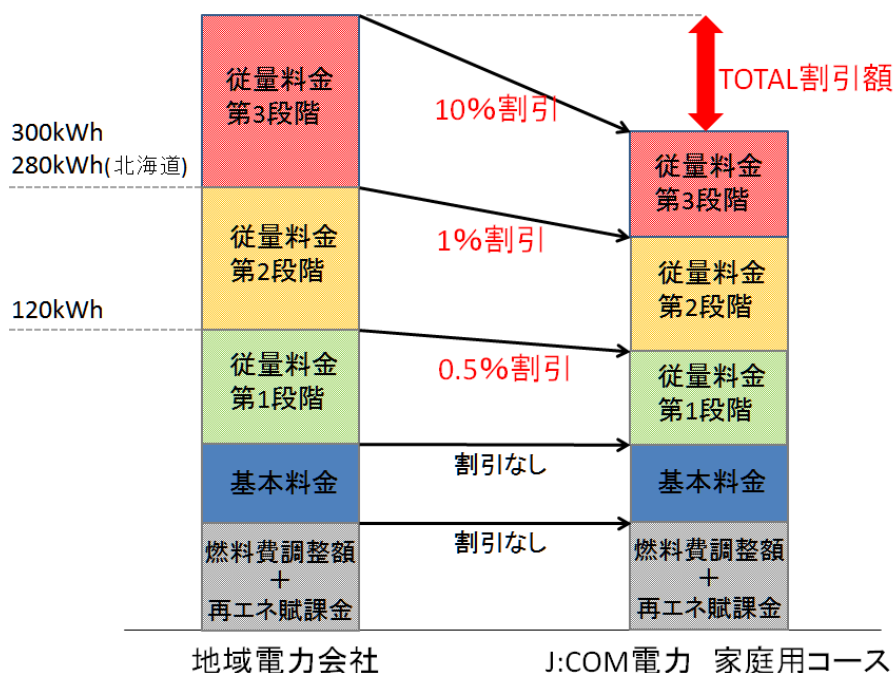 従量料金
第3段階
10%割引
TOTAL割引額
300kWh
280kWh(北海道)
従量料金
第3段階
従量料金
第2段階
1%割引
従量料金
第2段階
120kWh
従量料金
第1段階
0.5%割引
従量料金
第1段階
基本料金
割引なし
基本料金
燃料費調整額
+
再エネ賦課金
割引なし
燃料費調整額
+
再エネ賦課金
地域電力会社
J:COM電力 家庭用コース